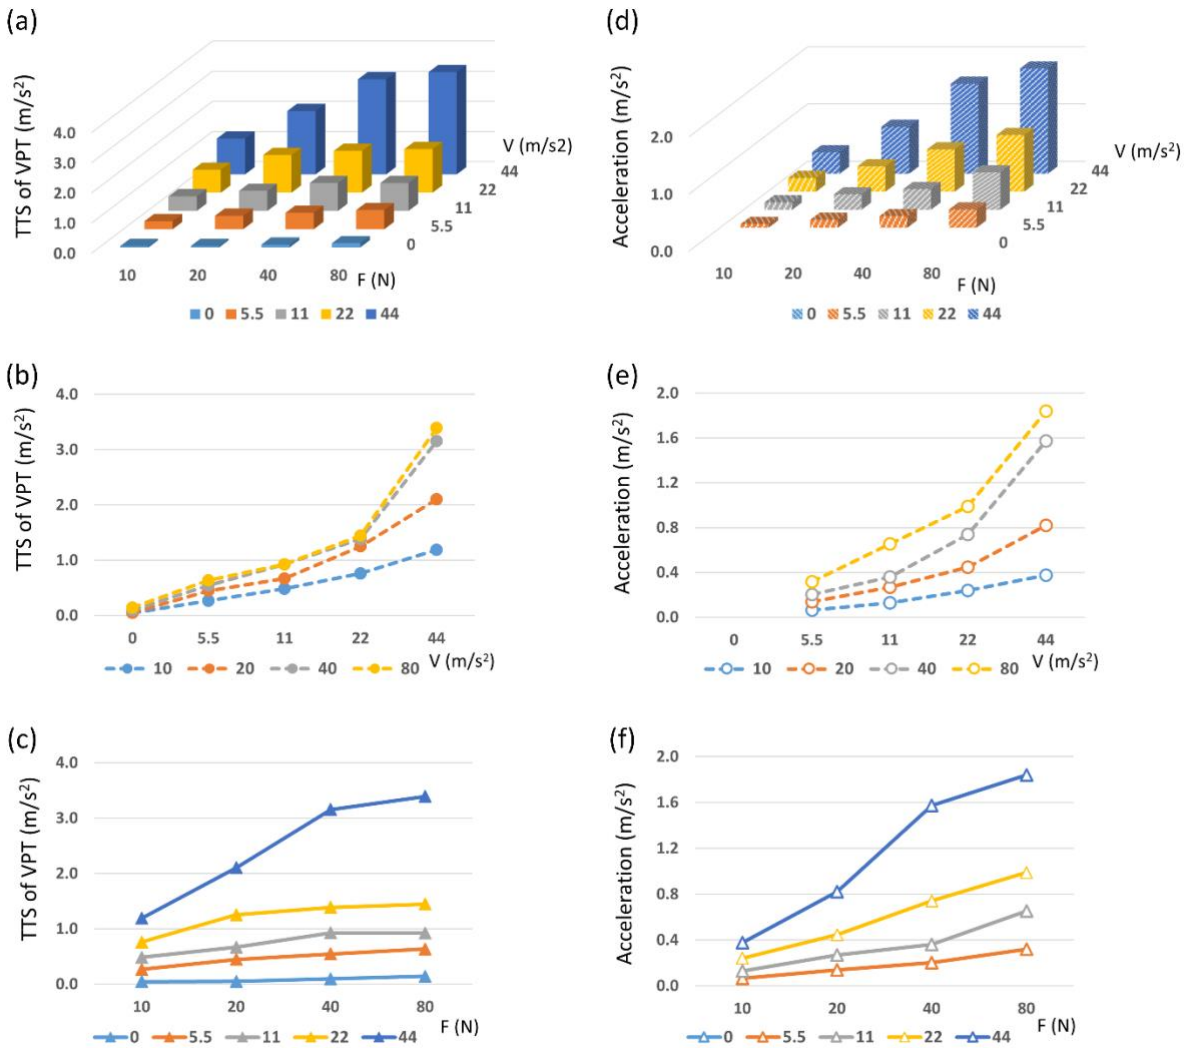 (a)
TTS of VPT (m/s²)
4.0
3.0
2.0
1.0
0.0
10 20 40 80
F (N)
V (m/s2)
44
22
11
5.5
0
0 5.5 11 22 44
(d)
Acceleration (m/s²)
2.0
1.0
0.0
10 20 40 80
F (N)
V (m/s²)
44
22
11
5.5
0
0 5.5 11 22 44
(b)
TTS of VPT (m/s²)
4.0
3.0
2.0
1.0
0.0
0 5.5 11 22 44
V (m/s²)
10 20 40 80
(e)
Acceleration (m/s²)
2.0
1.6
1.2
0.8
0.4
0.0
0 5.5 11 22 44
V (m/s²)
10 20 40 80
(c)
TTS of VPT (m/s²)
4.0
3.0
2.0
1.0
0.0
10 20 40 80
F (N)
0 5.5 11 22 44
(f)
Acceleration (m/s²)
2.0
1.6
1.2
0.8
0.4
0.0
10 20 40 80
F (N)
0 5.5 11 22 44